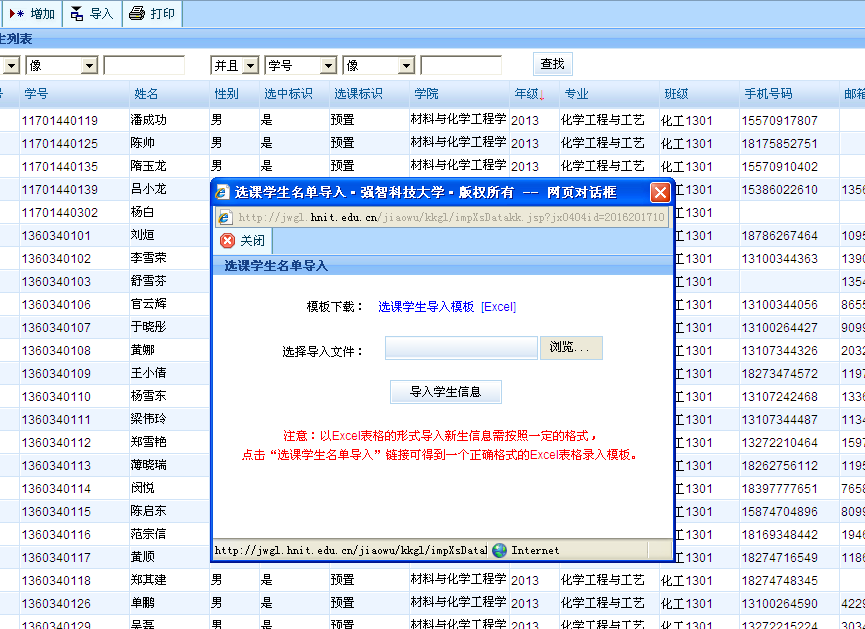 增加 导入 打印
生列表
像 并且 学号 像 查找
号 学号 姓名 性别 选中标识 选课标识 学院 年级↓ 专业 班级 手机号码 邮箱
11701440119 潘成功 男 是 预置 材料与化学工程学 2013 化学工程与工艺 化工1301 15570917807
11701440125 陈帅 男 是 预置 材料与化学工程学 2013 化学工程与工艺 化工1301 18175852751
11701440135 隋玉龙 男 是 预置 材料与化学工程学 2013 化学工程与工艺 化工1301 15570910402
11701440139 吕小龙 工1301 15386022610 1356
选课学生名单导入·强智科技大学·版权所有 -- 网页对话框
11701440302 杨白 工1301
http://jwgl.hnit.edu.cn/jiaowu/kkgl/impXsDatakk.jsp?jx0404id=2016201710
1360340101 刘烜 工1301 18786267464 1095
关闭
1360340102 李雪荣 工1301 13100344363 1390
选课学生名单导入
1360340103 舒雪芬 工1301 1354
1360340106 官云辉 工1301 13100344056 8655
模板下载： 选课学生导入模板 [Excel]
1360340107 于晓彤 工1301 13100264427 9099
1360340108 黄娜 工1301 13107344326 2032
选择导入文件： 浏览...
1360340109 王小倩 工1301 18273474572 1197
1360340110 杨雪东 工1301 13107242468 1336
导入学生信息
1360340111 梁伟玲 工1301 13107344487 1134
1360340112 郑雪艳 工1301 13272210464 1597
注意：以Excel表格的形式导入新生信息需按照一定的格式，
点击“选课学生名单导入”链接可得到一个正确格式的Excel表格录入模板。
1360340113 薄晓瑞 工1301 18262756112 1195
1360340114 闵悦 工1301 18397777651 7658
1360340115 陈启东 工1301 15874704896 8099
1360340116 范宗信 工1301 18169348442 1946
http://jwgl.hnit.edu.cn/jiaowu/kkgl/impXsDatal Internet
1360340117 黄顺 工1301 18274716549 1186
1360340118 郑其建 男 是 预置 材料与化学工程学 2013 化学工程与工艺 化工1301 18274748345
1360340126 单鹏 男 是 预置 材料与化学工程学 2013 化学工程与工艺 化工1301 13100264590 4229
1360340129 吴磊 男 是 预置 材料与化学工程学 2013 化学工程与工艺 化工1301 13272215224 3034